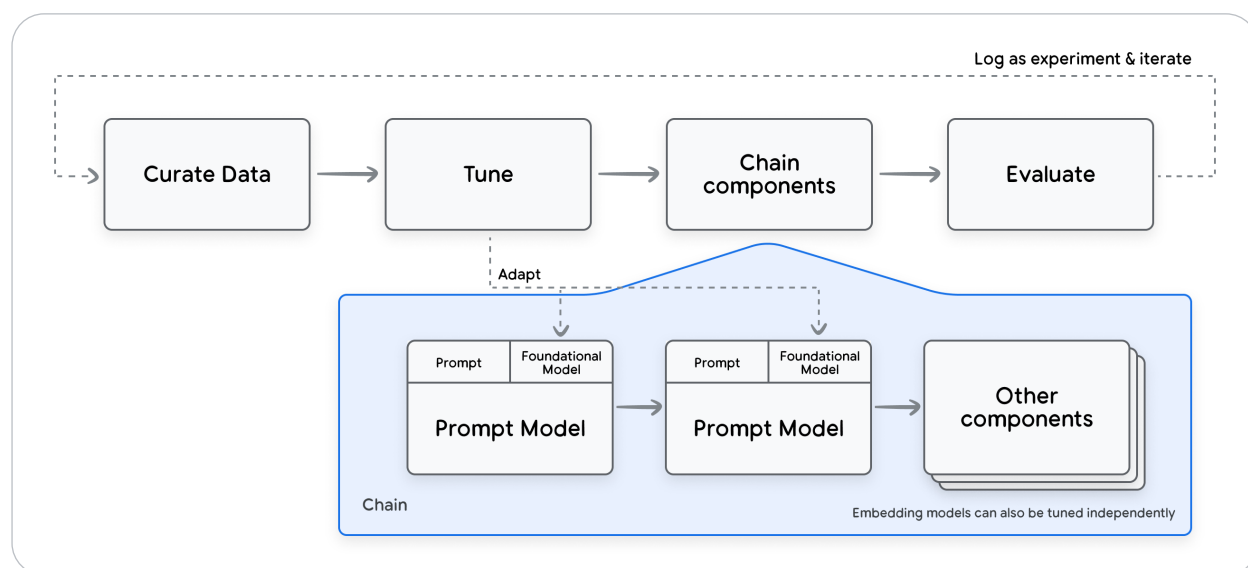 Log as experiment & iterate
Curate Data
Tune
Chain
components
Evaluate
Adapt
Prompt
Foundational
Model
Prompt Model
Prompt
Foundational
Model
Prompt Model
Other
components
Chain
Embedding models can also be tuned independently